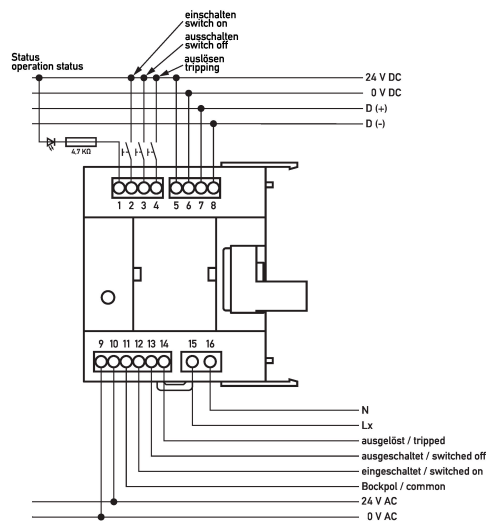 einschalten
switch on
ausschalten
switch off
auslösen
tripping
Status
operation status
24 V DC
0 V DC
D (+)
D (-)
4,7 KΩ
1 2 3 4 5 6 7 8
9 10 11 12 13 14 15 16
N
Lx
ausgelöst / tripped
ausgeschaltet / switched off
eingeschaltet / switched on
Bockpol / common
24 V AC
0 V AC